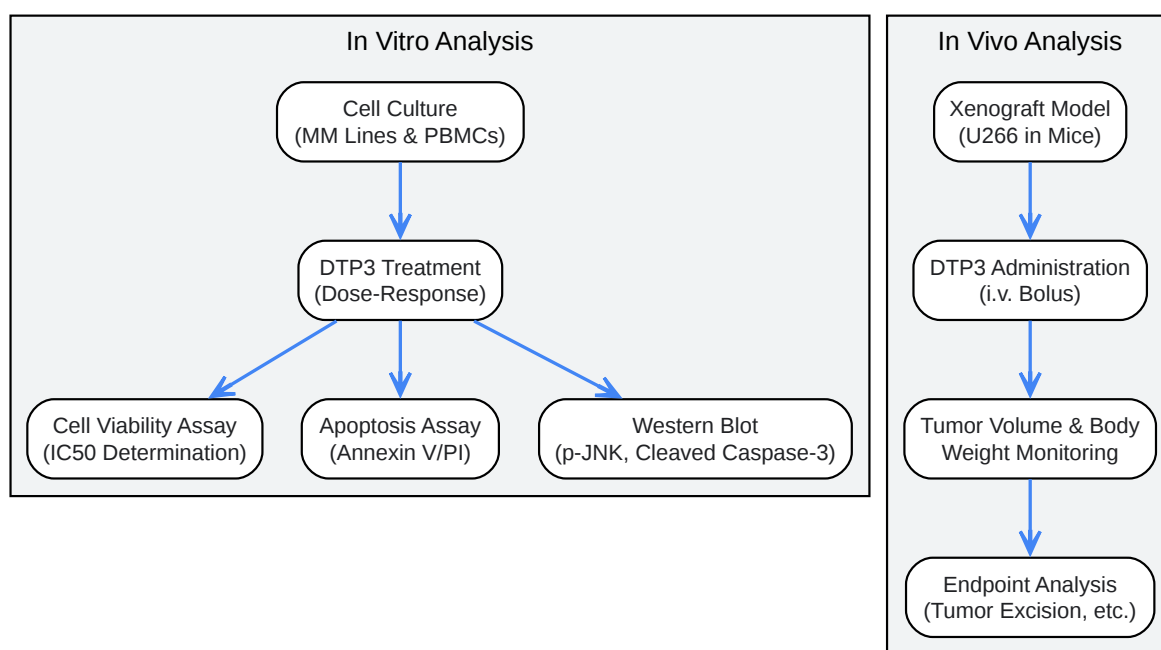 In Vitro Analysis
Cell Culture
(MM Lines & PBMCs)
DTP3 Treatment
(Dose-Response)
Cell Viability Assay
(IC50 Determination)
Apoptosis Assay
(Annexin V/PI)
Western Blot
(p-JNK, Cleaved Caspase-3)
In Vivo Analysis
Xenograft Model
(U266 in Mice)
DTP3 Administration
(i.v. Bolus)
Tumor Volume & Body
Weight Monitoring
Endpoint Analysis
(Tumor Excision, etc.)